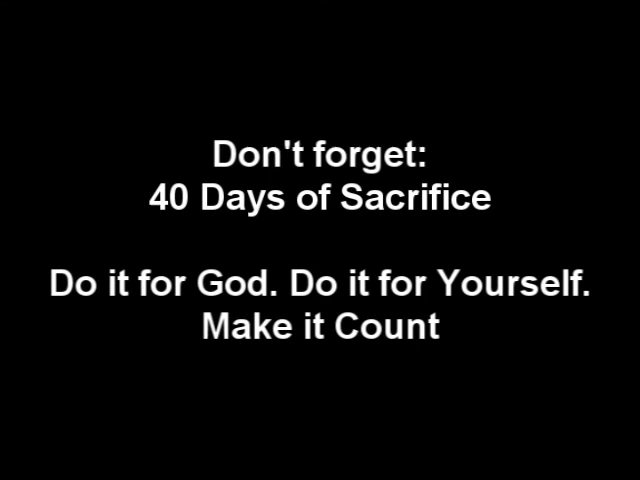 Don't forget:
40 Days of Sacrifice
Do it for God. Do it for Yourself.
Make it Count